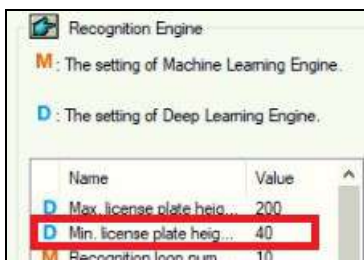 Recognition Engine
M : The setting of Machine Learning Engine.
D : The setting of Deep Learning Engine.
Name Value
D Max. license plate heig... 200
D Min. license plate heig... 40
M Recognition loop num 10